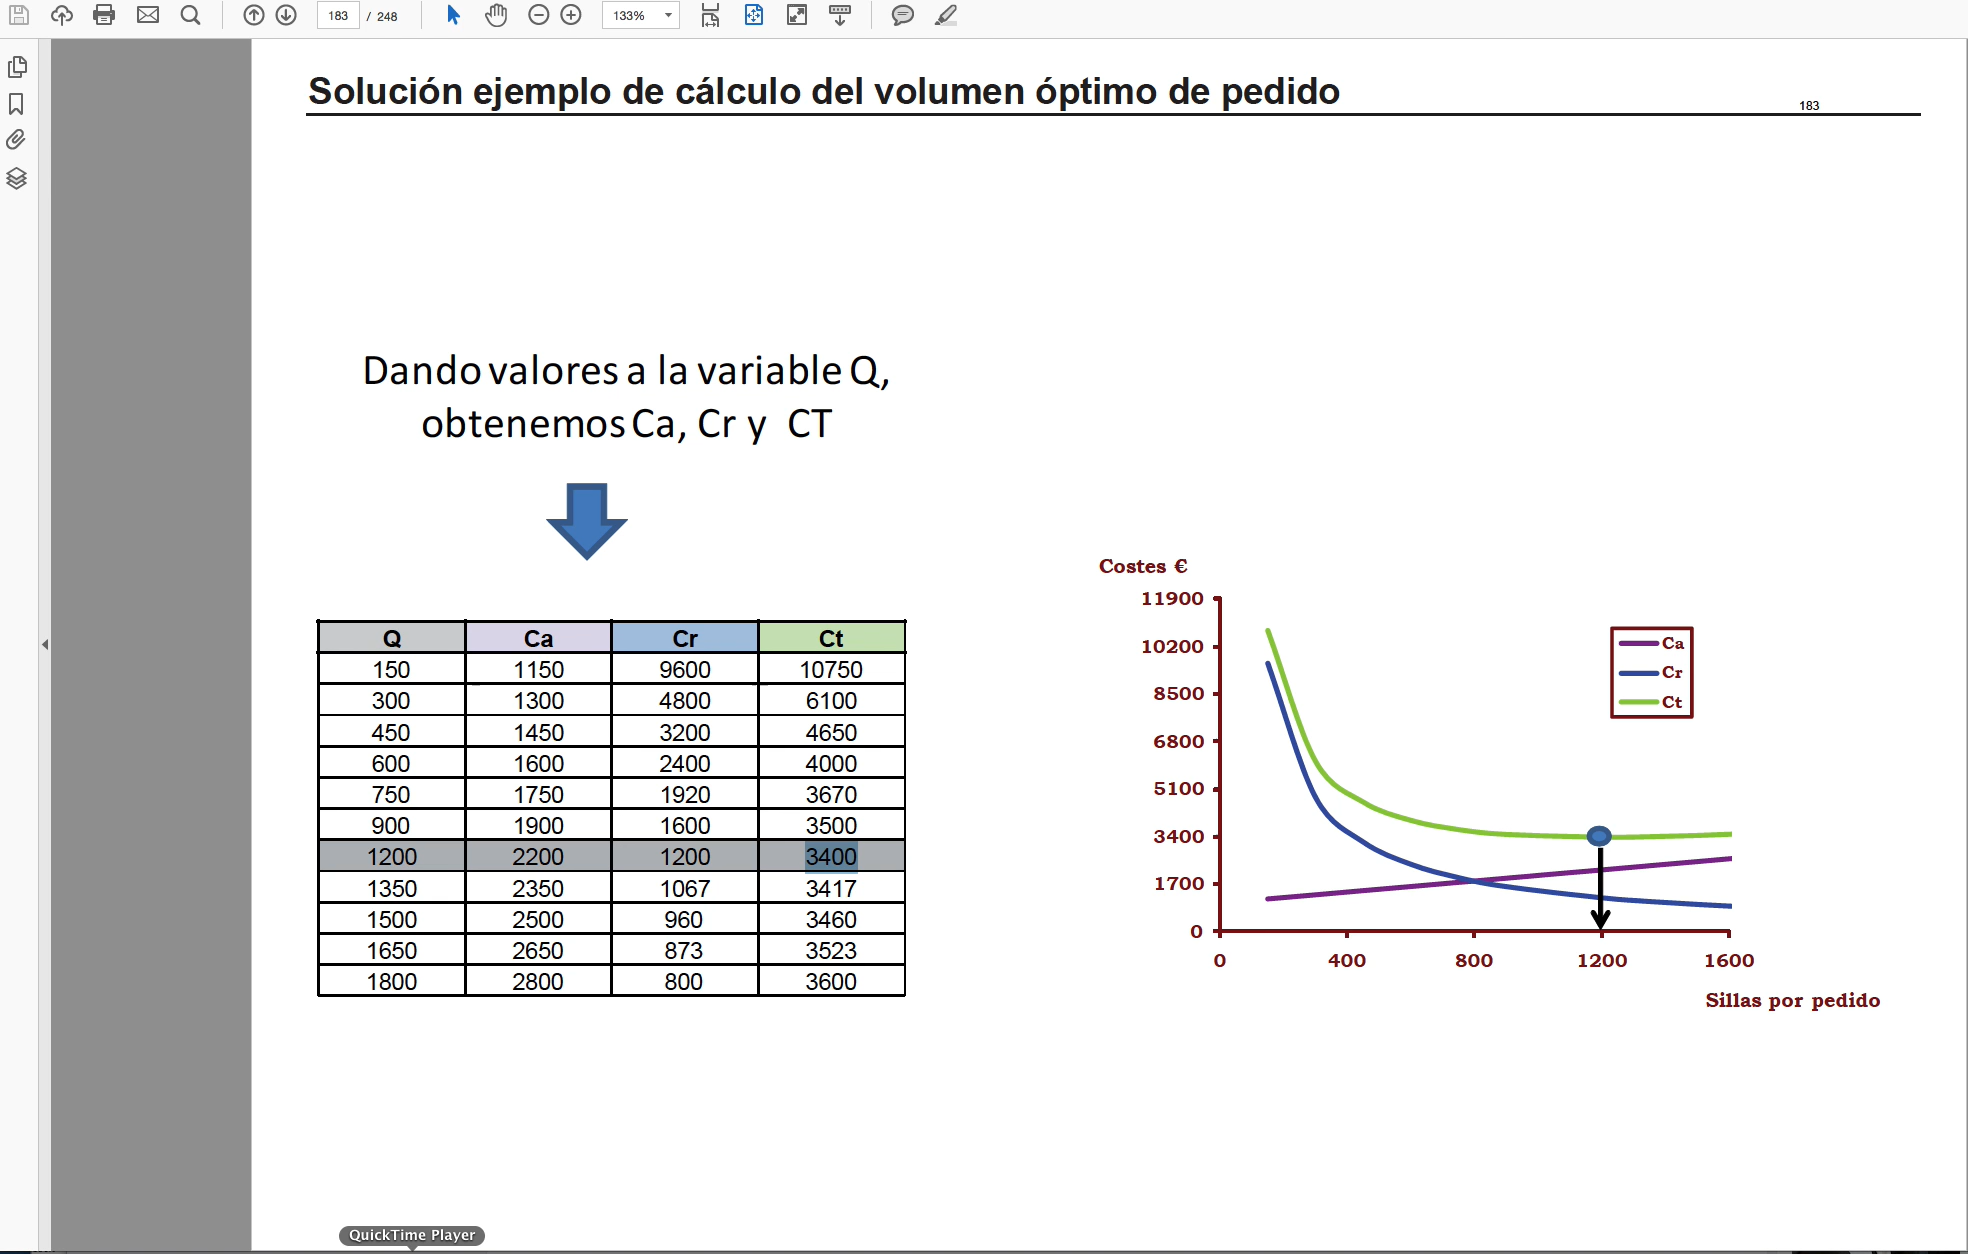 183 / 248 133%
Solución ejemplo de cálculo del volumen óptimo de pedido
183
Dando valores a la variable Q,
obtenemos Ca, Cr y CT
Q Ca Cr Ct
150 1150 9600 10750
300 1300 4800 6100
450 1450 3200 4650
600 1600 2400 4000
750 1750 1920 3670
900 1900 1600 3500
1200 2200 1200 3400
1350 2350 1067 3417
1500 2500 960 3460
1650 2650 873 3523
1800 2800 800 3600
Costes €
11900
10200
8500
6800
5100
3400
1700
0
0 400 800 1200 1600
Sillas por pedido
Ca
Cr
Ct
QuickTime Player